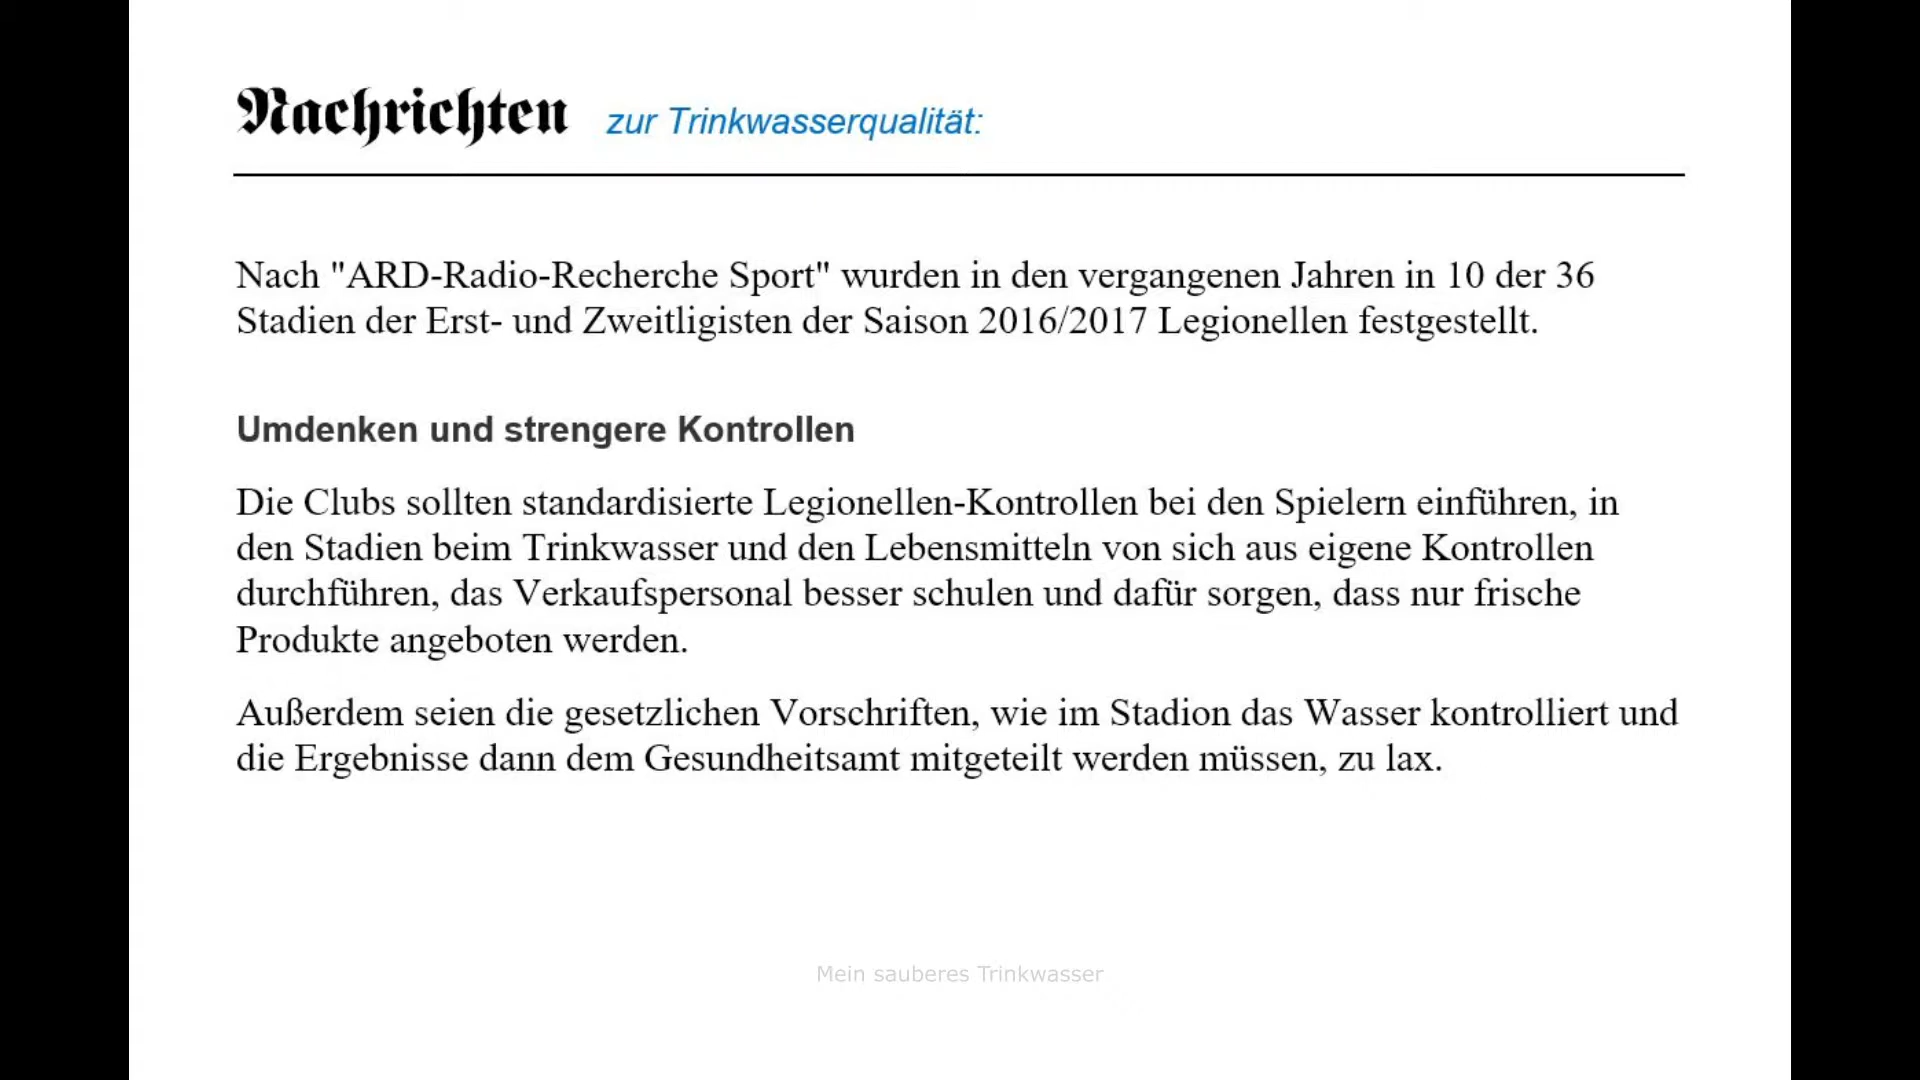 Nachrichten zur Trinkwasserqualität:
Nach "ARD-Radio-Recherche Sport" wurden in den vergangenen Jahren in 10 der 36
Stadien der Erst- und Zweitligisten der Saison 2016/2017 Legionellen festgestellt.
Umdenken und strengere Kontrollen
Die Clubs sollten standardisierte Legionellen-Kontrollen bei den Spielern einführen, in
den Stadien beim Trinkwasser und den Lebensmitteln von sich aus eigene Kontrollen
durchführen, das Verkaufspersonal besser schulen und dafür sorgen, dass nur frische
Produkte angeboten werden.
Außerdem seien die gesetzlichen Vorschriften, wie im Stadion das Wasser kontrolliert und
die Ergebnisse dann dem Gesundheitsamt mitgeteilt werden müssen, zu lax.
Mein sauberes Trinkwasser